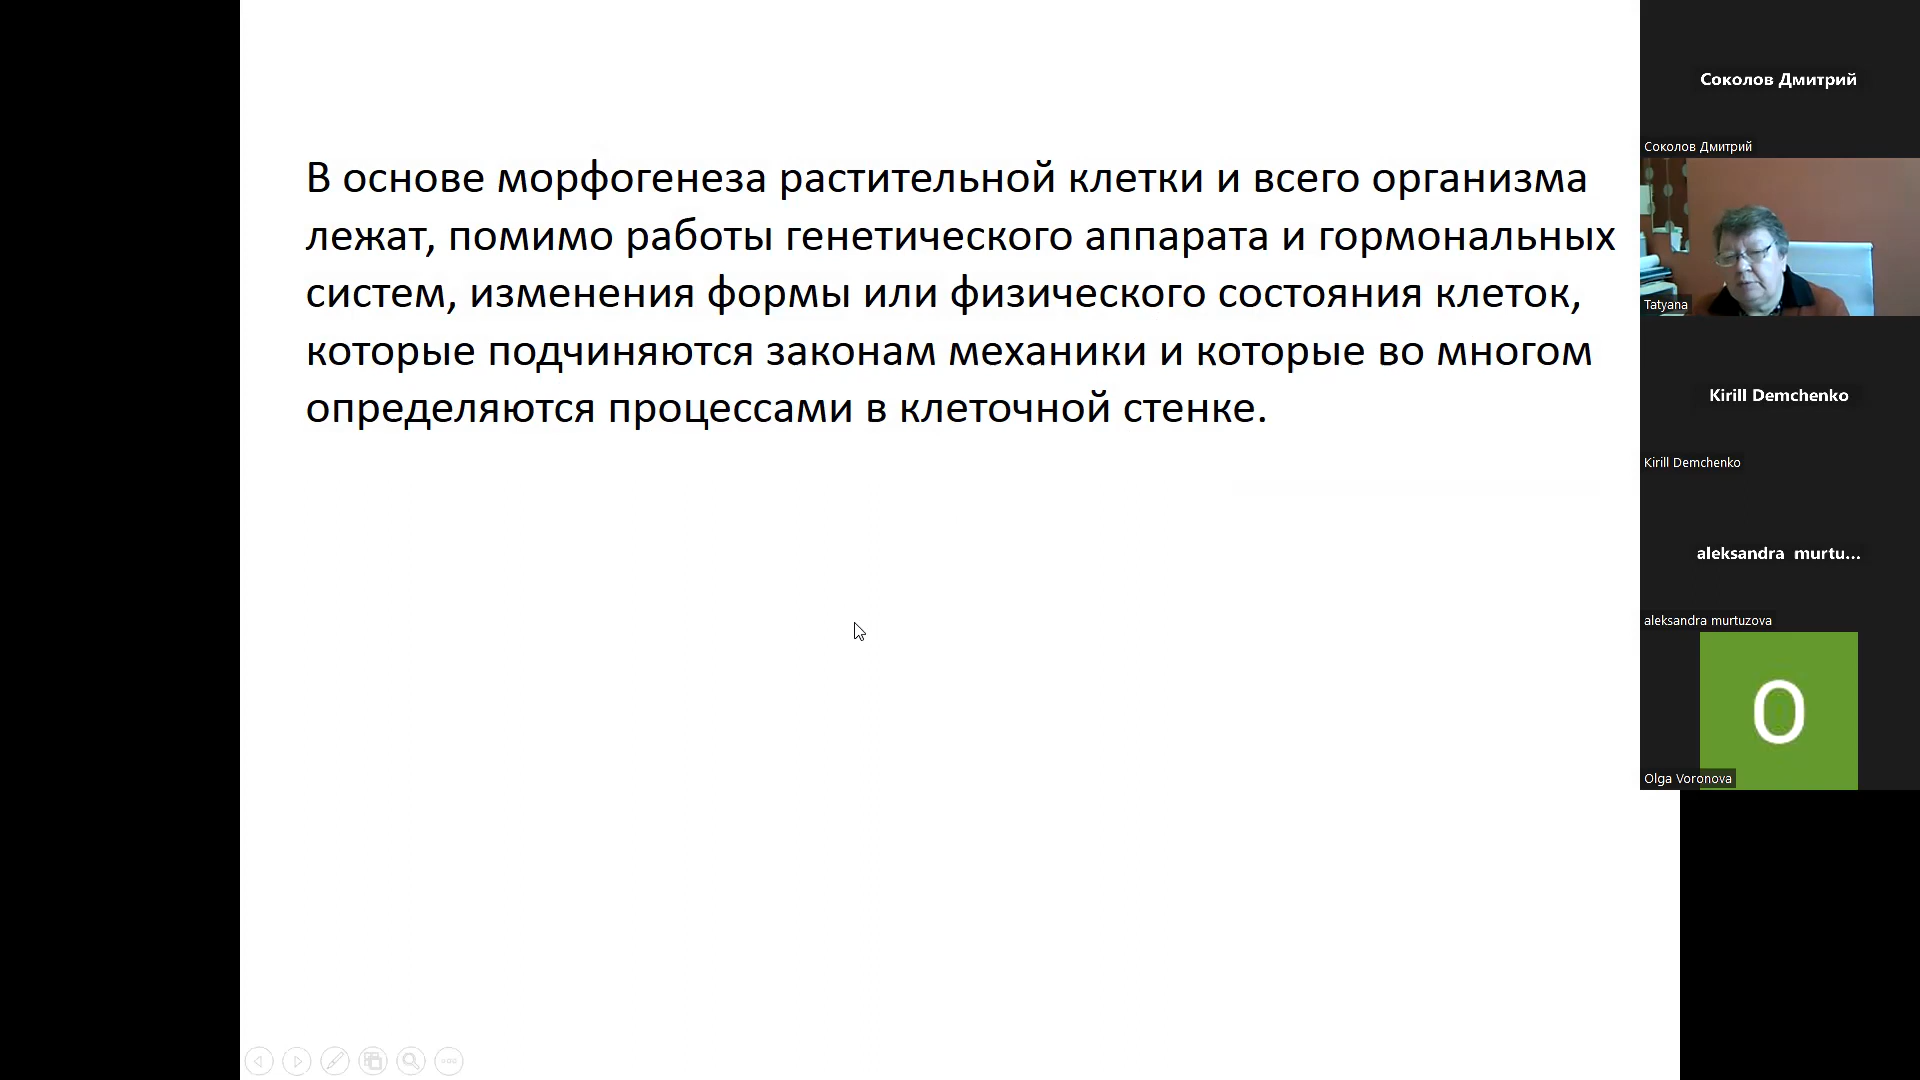 В основе морфогенеза растительной клетки и всего организма
лежат, помимо работы генетического аппарата и гормональных
систем, изменения формы или физического состояния клеток,
которые подчиняются законам механики и которые во многом
определяются процессами в клеточной стенке.
Соколов Дмитрий
Соколов Дмитрий
Tatyana
Kirill Demchenko
Kirill Demchenko
aleksandra murtu...
aleksandra murtuzova
O
Olga Voronova